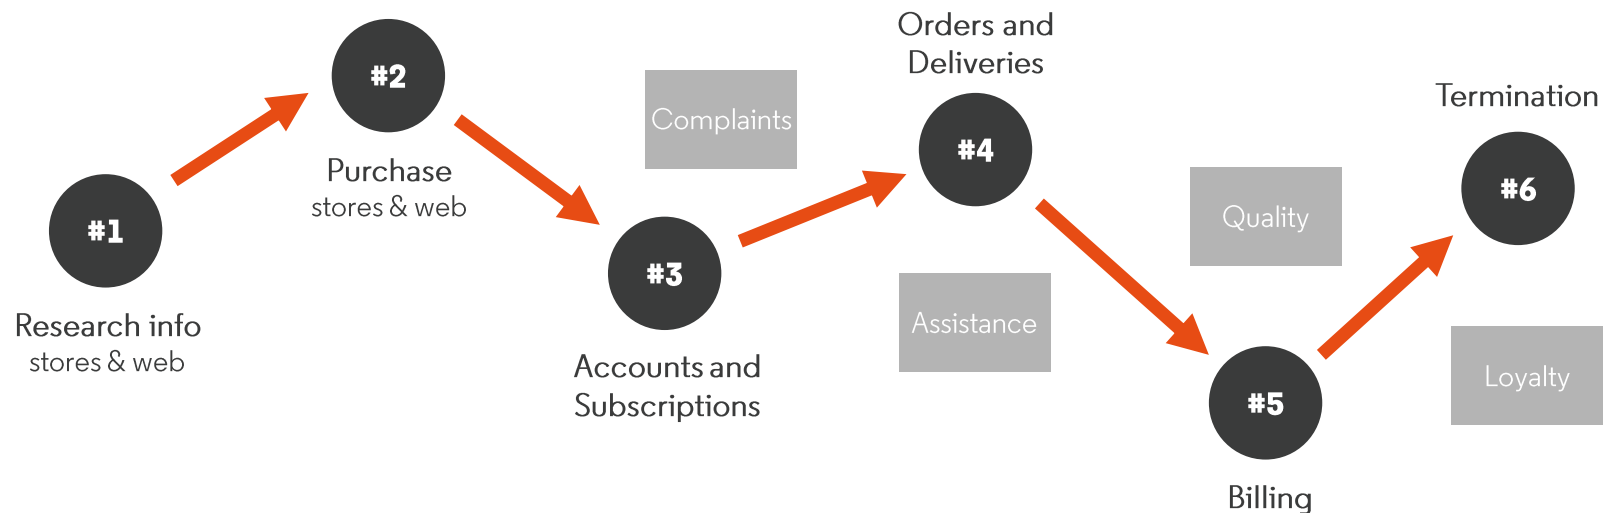 #1
Research info
stores & web
#2
Purchase
stores & web
#3
Accounts and
Subscriptions
Complaints
Orders and
Deliveries
#4
Assistance
Quality
#5
Billing
Termination
#6
Loyalty